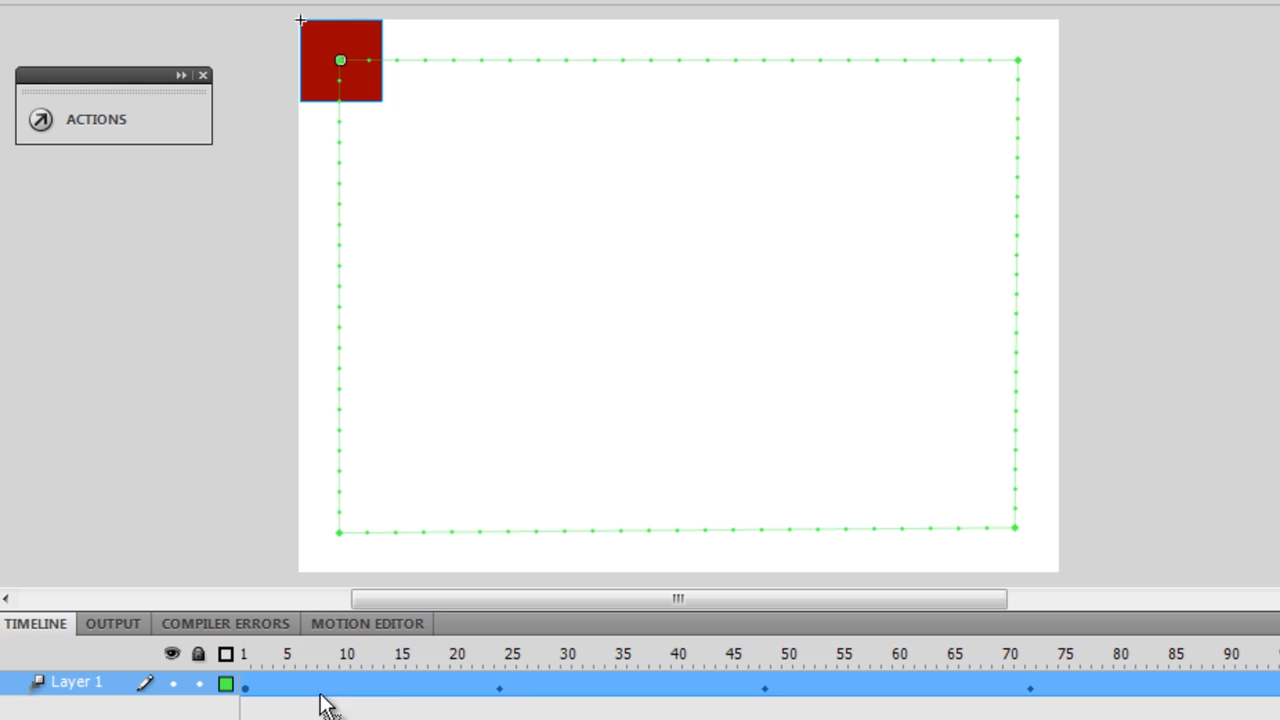 ACTIONS
TIMELINE OUTPUT COMPILER ERRORS MOTION EDITOR
1 5 10 15 20 25 30 35 40 45 50 55 60 65 70 75 80 85 90
Layer 1